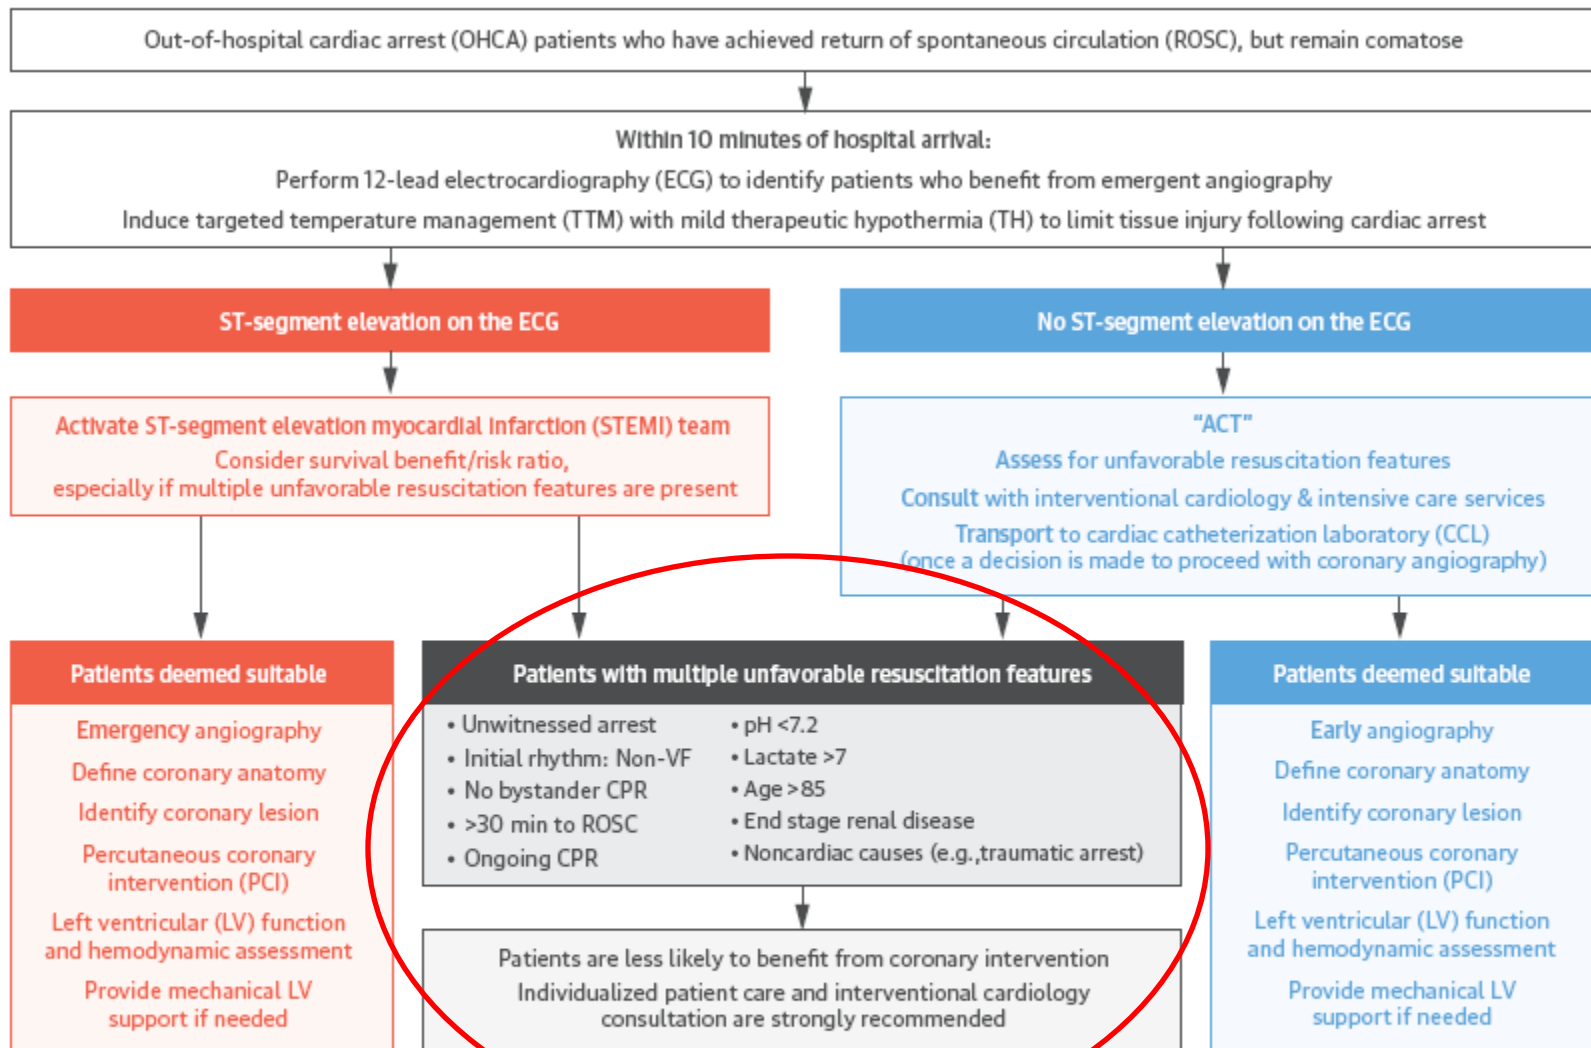 Out-of-hospital cardiac arrest (OHCA) patients who have achieved return of spontaneous circulation (ROSC), but remain comatose
Within 10 minutes of hospital arrival:
Perform 12-lead electrocardiography (ECG) to identify patients who benefit from emergent angiography
Induce targeted temperature management (TTM) with mild therapeutic hypothermia (TH) to limit tissue injury following cardiac arrest
ST-segment elevation on the ECG
Activate ST-segment elevation myocardial infarction (STEMI) team
Consider survival benefit/risk ratio,
especially if multiple unfavorable resuscitation features are present
No ST-segment elevation on the ECG
"ACT"
Assess for unfavorable resuscitation features
Consult with interventional cardiology & intensive care services
Transport to cardiac catheterization laboratory (CCL)
(once a decision is made to proceed with coronary angiography)
Patients deemed suitable
Emergency angiography
Define coronary anatomy
Identify coronary lesion
Percutaneous coronary
intervention (PCI)
Left ventricular (LV) function
and hemodynamic assessment
Provide mechanical LV
support if needed
Patients with multiple unfavorable resuscitation features
• Unwitnessed arrest
• Initial rhythm: Non-VF
• No bystander CPR
• >30 min to ROSC
• Ongoing CPR
• pH <7.2
• Lactate >7
• Age >85
• End stage renal disease
• Noncardiac causes (e.g.,traumatic arrest)
Patients are less likely to benefit from coronary intervention
Individualized patient care and interventional cardiology
consultation are strongly recommended
Patients deemed suitable
Early angiography
Define coronary anatomy
Identify coronary lesion
Percutaneous coronary
intervention (PCI)
Left ventricular (LV) function
and hemodynamic assessment
Provide mechanical LV
support if needed